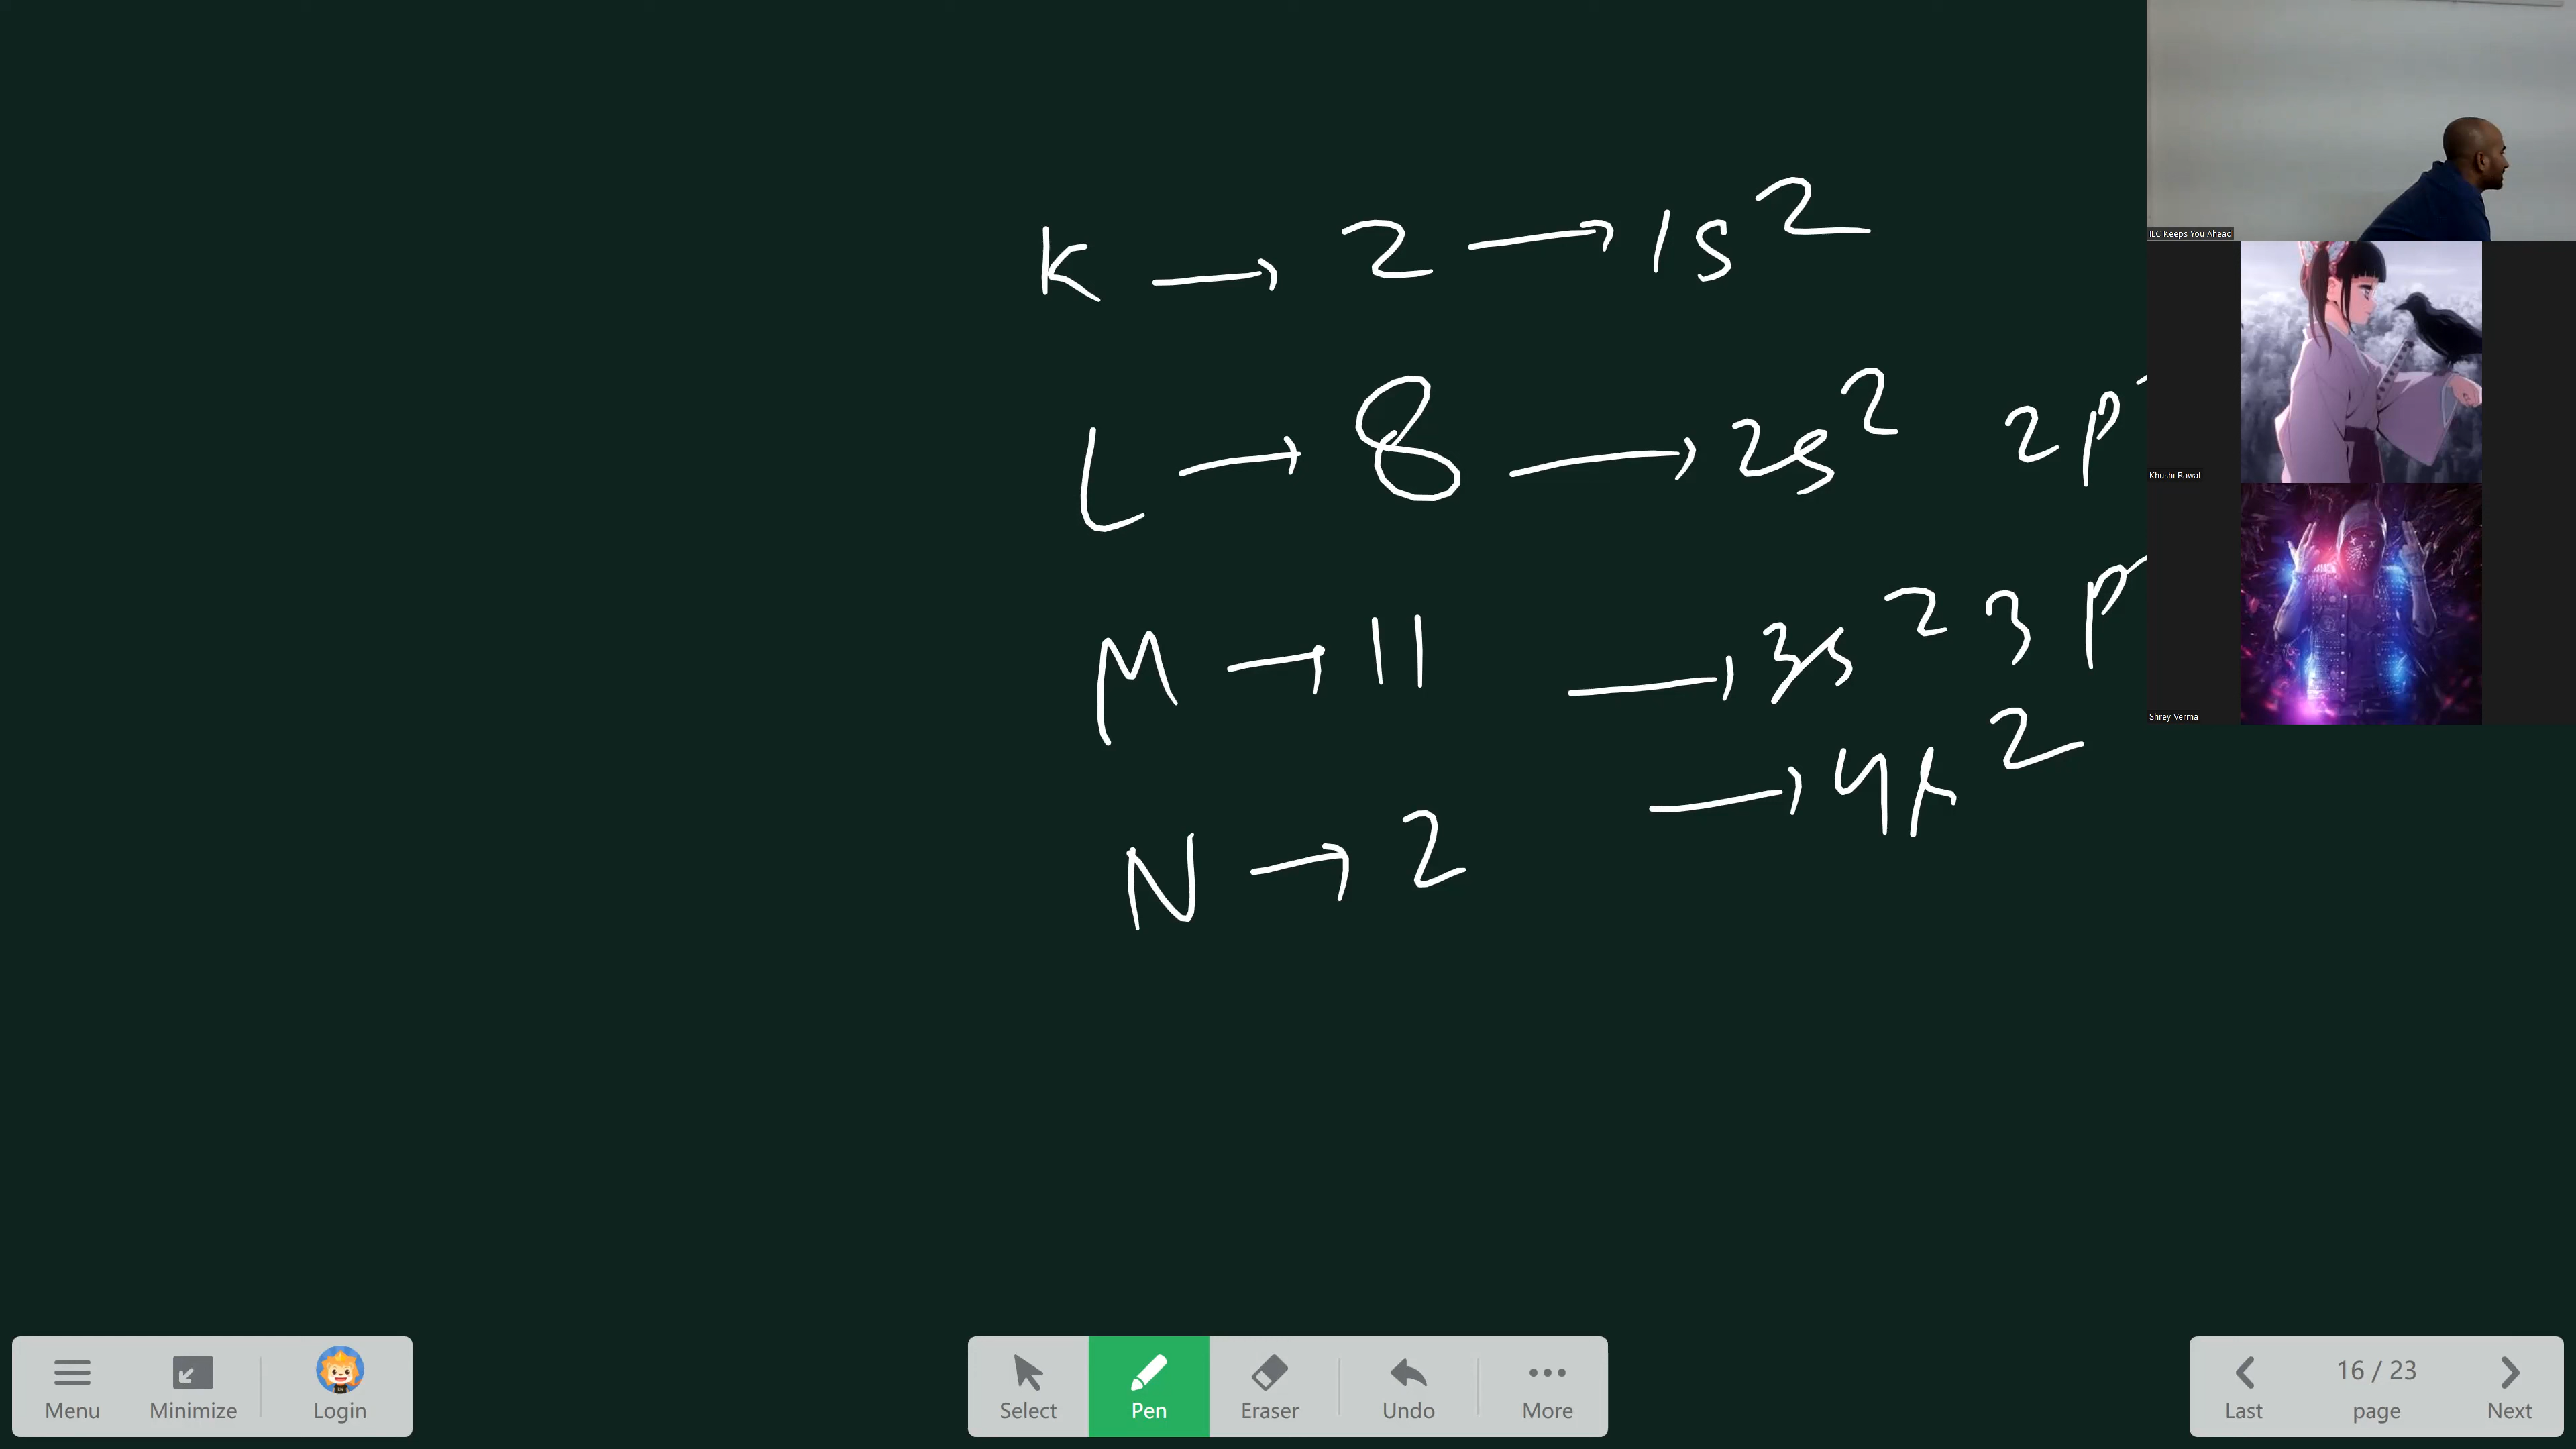 K → 2 → 1s²
ILC Keeps You Ahead
L → 8 → 2s² 2p
Khushi Rawat
M → 11 → 3s² 3p
Shrey Verma
N → 2 → 4s²
Menu Minimize Login Select Pen Eraser Undo More Last 16 / 23 page Next